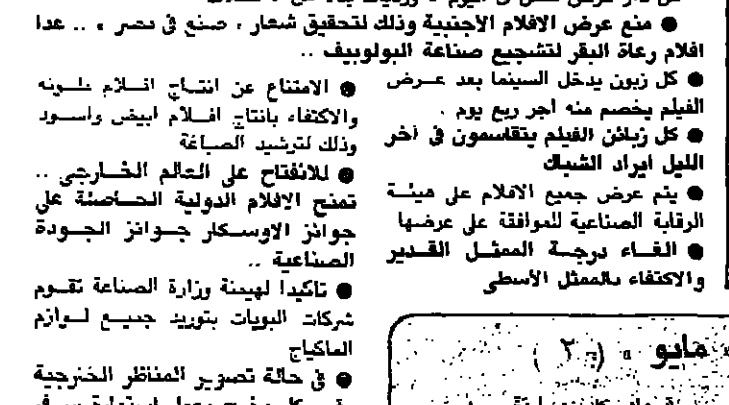 ● منع عرض الافلام الاجنبية وذلك لتحقيق شعار ، صنع في مصر ، .. عدا
افلام رعاة البقر لتشجيع صناعة البولوبيف ..
● كل زبون يدخل السينما بعد عرض
الفيلم يخصم منه اجر ربع يوم .
● كل زبائن الفيلم يتقاسمون في آخر
الليل ايراد الشباك
● يتم عرض جميع الافلام على هيئة
الرقابة الصناعية للموافقة على عرضها
● الغاء درجة الممثل القدير
والاكتفاء بالممثل الأسطى
● الامتناع عن انتاج افلام ملونه
والاكتفاء بانتاج افلام ابيض واسود
وذلك لترشيد الصباغة
● للانفتاح على العالم الخارجي ..
تمنح الافلام الدولية الحاصلة على
جوائز الاوسكار جوائز الجودة
الصناعية ..
● تاكيدا لهيمنة وزارة الصناعة تقوم
شركات البويات بتوريد جميع لوازم
الماكياج
● في حالة تصوير المناظر الخارجية
مايو ( ٢ )